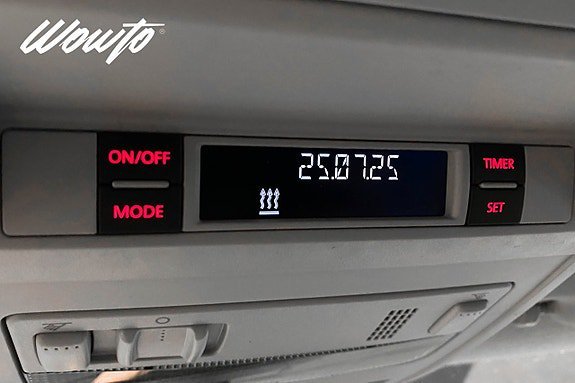 Wowto®
ON/OFF
25.07.25
TIMER
MODE
SET